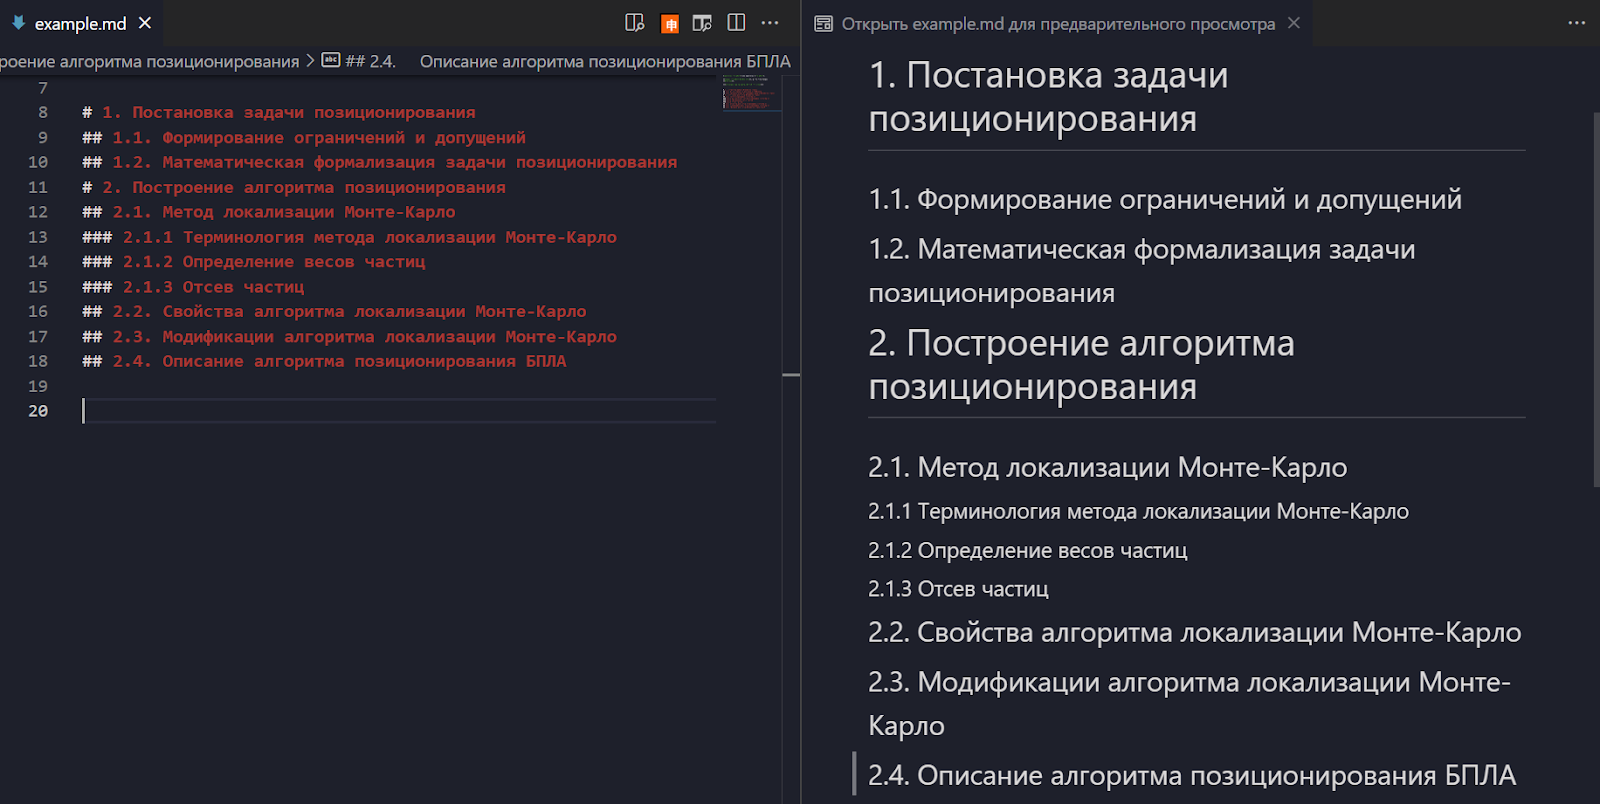 example.md
роение алгоритма позиционирования > ## 2.4. Описание алгоритма позиционирования БПЛА
7
8 # 1. Постановка задачи позиционирования
9 ## 1.1. Формирование ограничений и допущений
10 ## 1.2. Математическая формализация задачи позиционирования
11 # 2. Построение алгоритма позиционирования
12 ## 2.1. Метод локализации Монте-Карло
13 ### 2.1.1 Терминология метода локализации Монте-Карло
14 ### 2.1.2 Определение весов частиц
15 ### 2.1.3 Отсев частиц
16 ## 2.2. Свойства алгоритма локализации Монте-Карло
17 ## 2.3. Модификации алгоритма локализации Монте-Карло
18 ## 2.4. Описание алгоритма позиционирования БПЛА
19
20
Открыть example.md для предварительного просмотра
1. Постановка задачи
позиционирования
1.1. Формирование ограничений и допущений
1.2. Математическая формализация задачи
позиционирования
2. Построение алгоритма
позиционирования
2.1. Метод локализации Монте-Карло
2.1.1 Терминология метода локализации Монте-Карло
2.1.2 Определение весов частиц
2.1.3 Отсев частиц
2.2. Свойства алгоритма локализации Монте-Карло
2.3. Модификации алгоритма локализации Монте-
Карло
2.4. Описание алгоритма позиционирования БПЛА